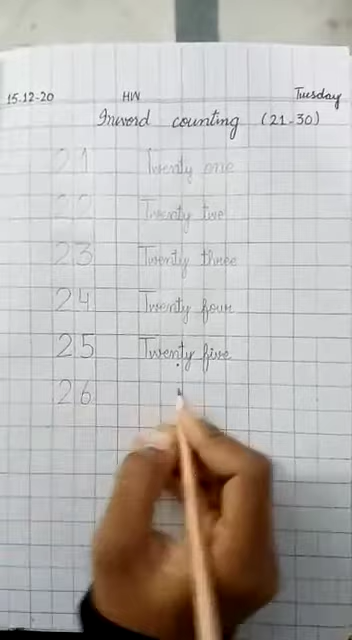 15.12-20 HW Tuesday
Inword counting (21-30)
21 Twenty one
22 Twenty two
23 Twenty three
24 Twenty four
25 Twenty five
26